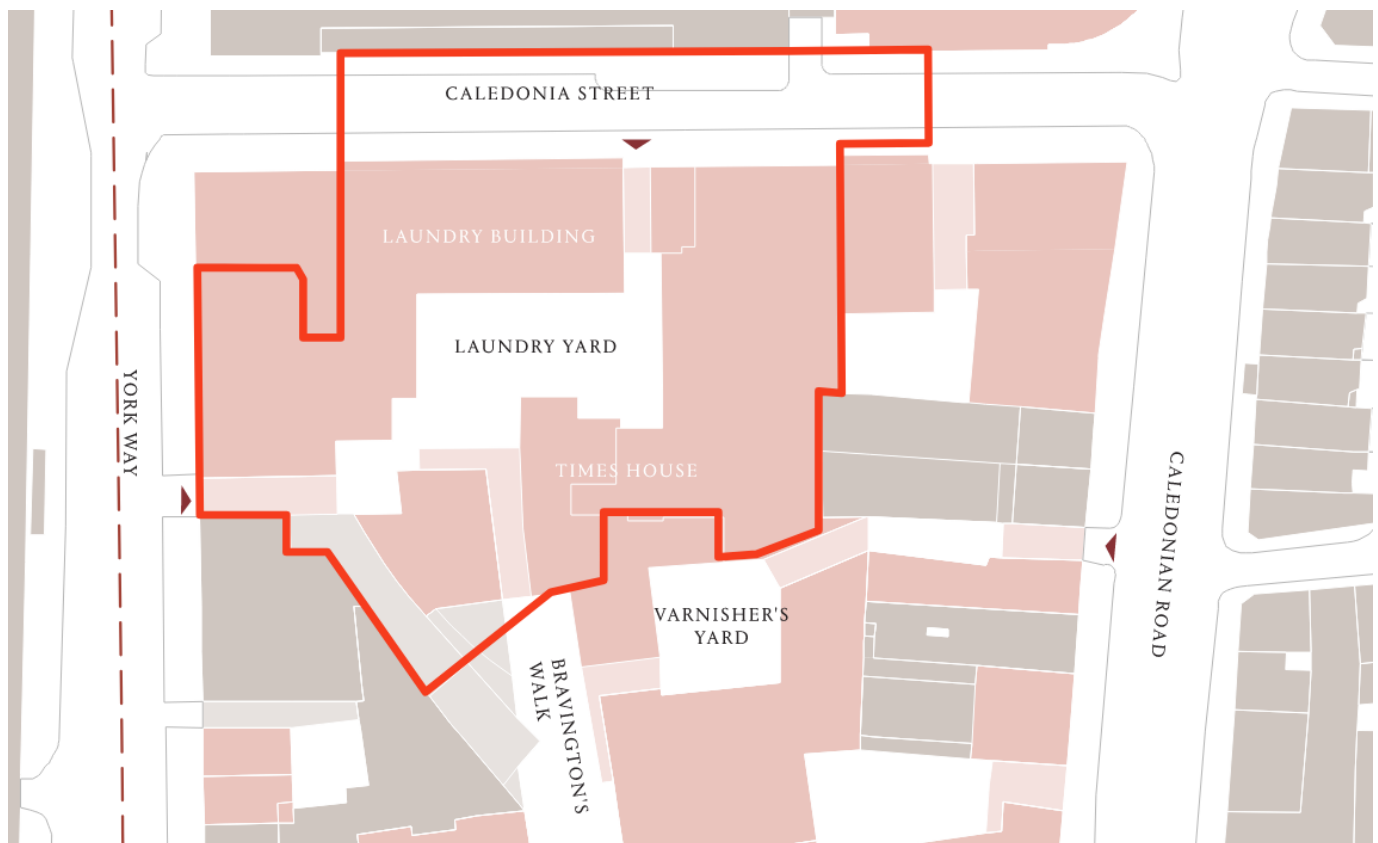 CALEDONIA STREET
LAUNDRY BUILDING
LAUNDRY YARD
YORK WAY
TIMES HOUSE
CALEDONIAN ROAD
VARNISHER'S
YARD
BRAVINGTON'S
WALK